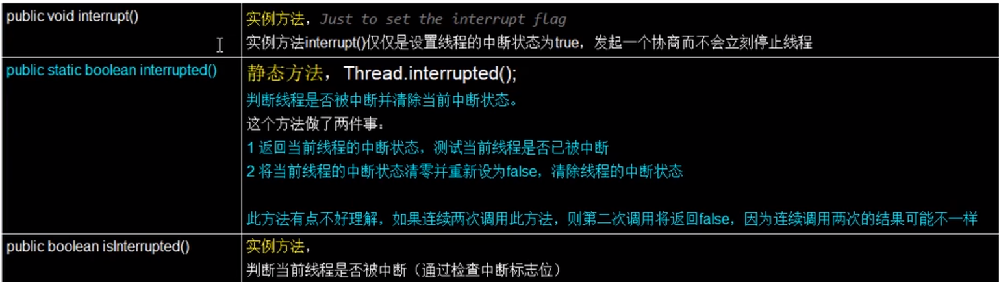 public void interrupt()
实例方法，Just to set the interrupt flag
实例方法interrupt()仅仅是设置线程的中断状态为true，发起一个协商而不会立刻停止线程
public static boolean interrupted()
静态方法，Thread.interrupted();
判断线程是否被中断并清除当前中断状态。
这个方法做了两件事：
1 返回当前线程的中断状态，测试当前线程是否已被中断
2 将当前线程的中断状态清零并重新设为false，清除线程的中断状态
此方法有点不好理解，如果连续两次调用此方法，则第二次调用将返回false，因为连续调用两次的结果可能不一样
public boolean isInterrupted()
实例方法，
判断当前线程是否被中断（通过检查中断标志位）